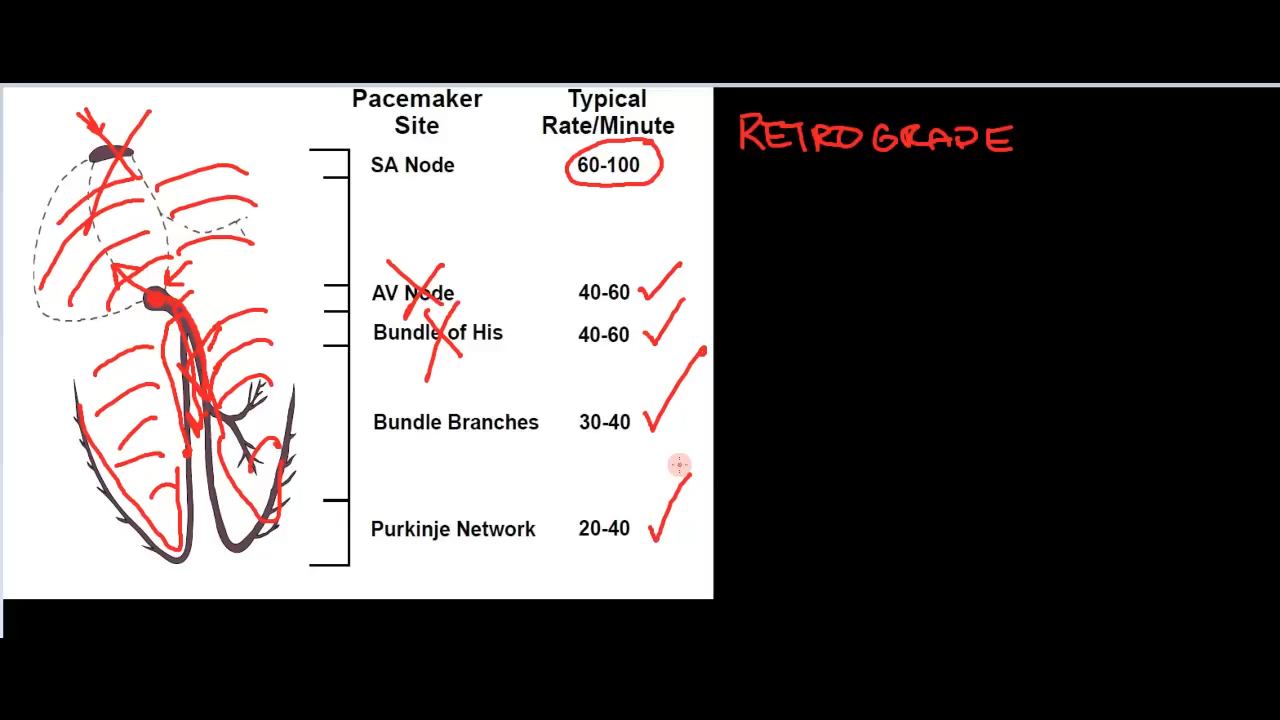 Pacemaker Site
Typical Rate/Minute
SA Node 60-100
AV Node 40-60
Bundle of His 40-60
Bundle Branches 30-40
Purkinje Network 20-40
RETROGRADE